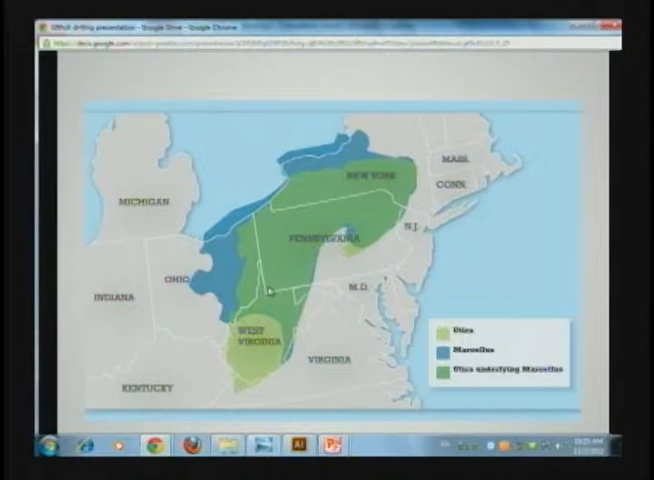 Utica drilling presentation - Google Drive - Google Chrome
MASS.
NEW YORK
CONN.
MICHIGAN
N.J.
PENNSYLVANIA
OHIO
M.D.
INDIANA
WEST
VIRGINIA
VIRGINIA
KENTUCKY
Utica
Marcellus
Utica underlying Marcellus